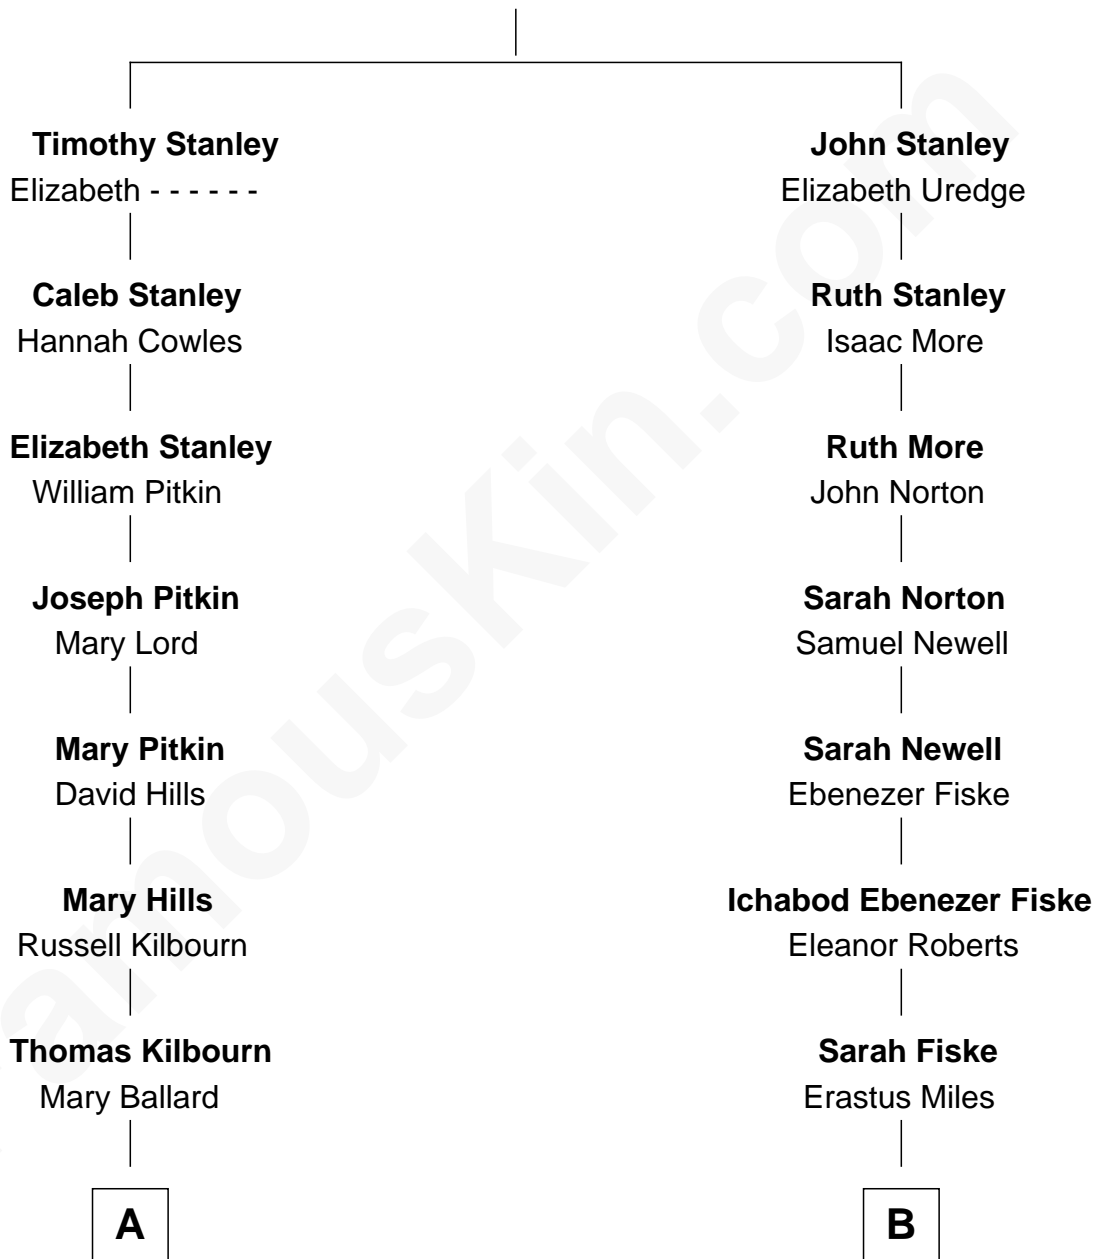 Timothy Stanley
Elizabeth - - - - - -
Caleb Stanley
Hannah Cowles
Elizabeth Stanley
William Pitkin
Joseph Pitkin
Mary Lord
Mary Pitkin
David Hills
Mary Hills
Russell Kilbourn
Thomas Kilbourn
Mary Ballard
A
John Stanley
Elizabeth Uredge
Ruth Stanley
Isaac More
Ruth More
John Norton
Sarah Norton
Samuel Newell
Sarah Newell
Ebenezer Fiske
Ichabod Ebenezer Fiske
Eleanor Roberts
Sarah Fiske
Erastus Miles
B
amouskin.com